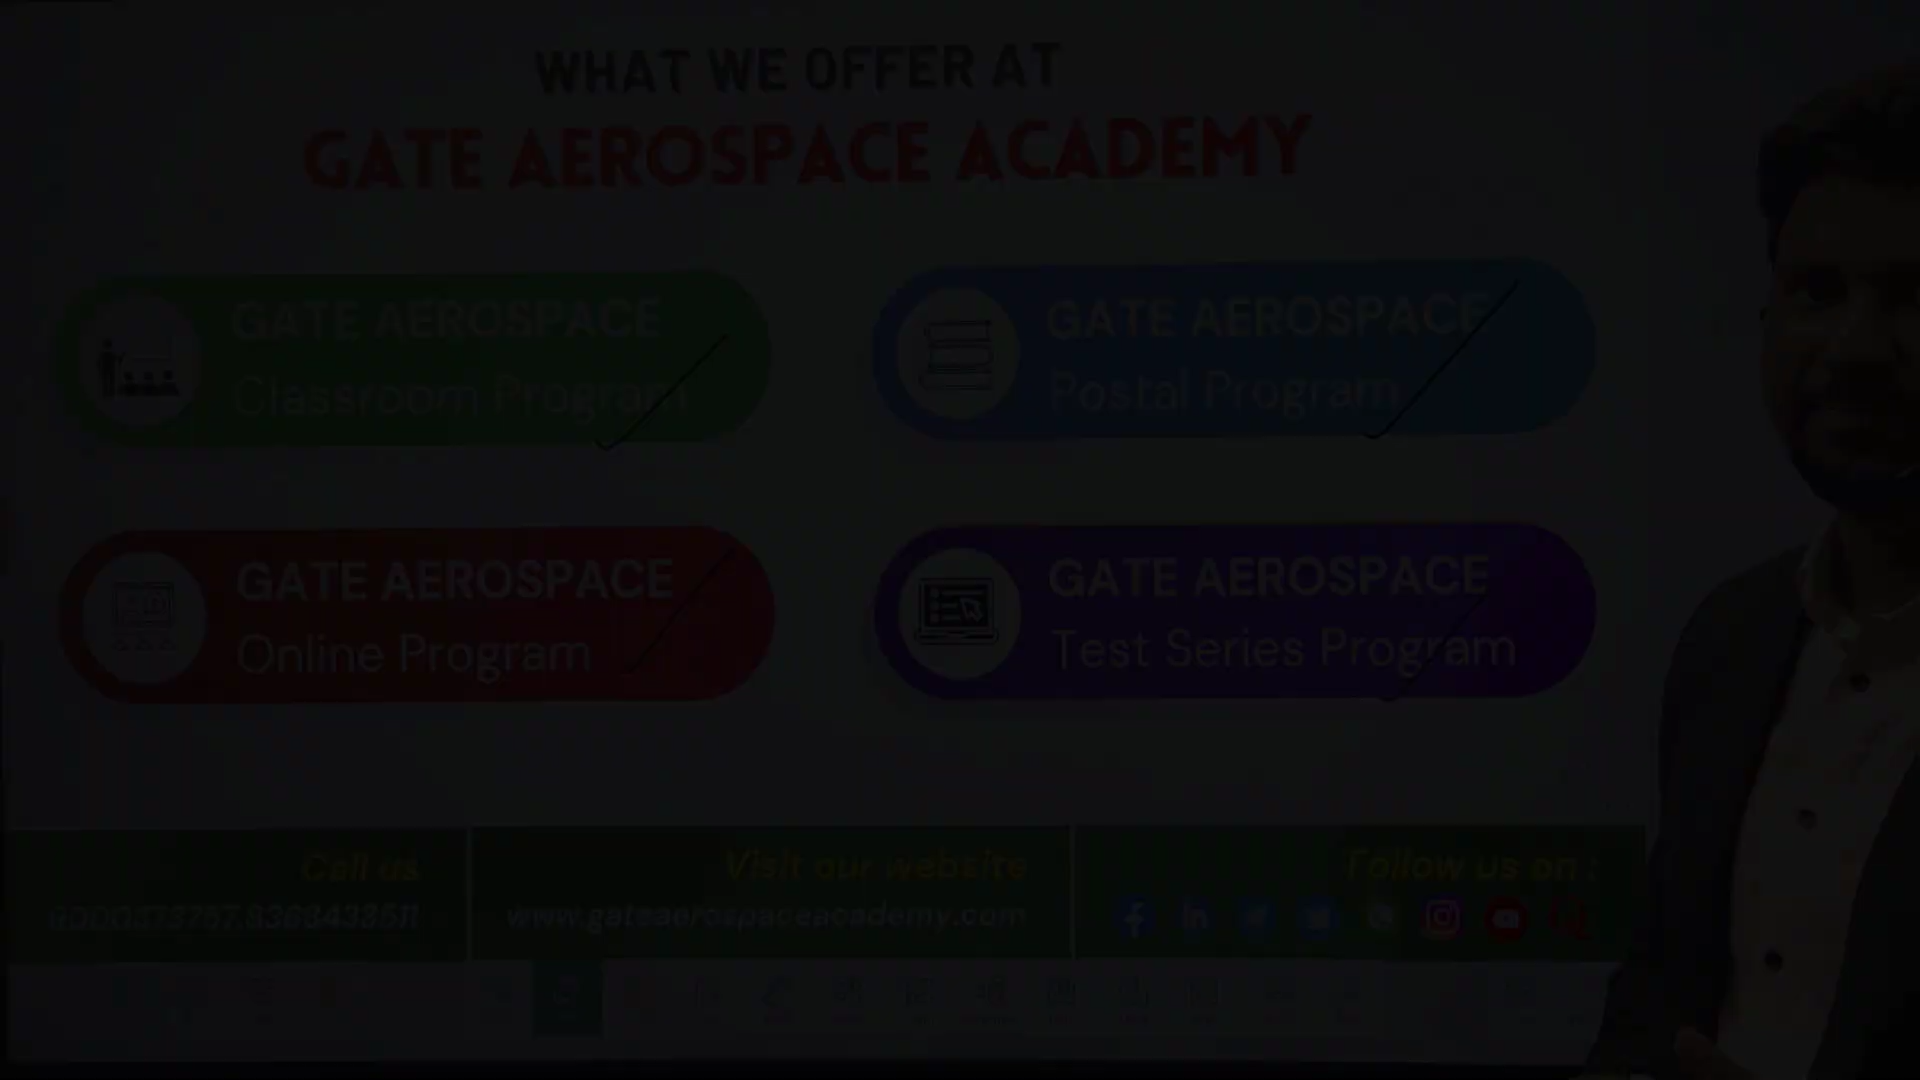 WHAT WE OFFER AT
GATE AEROSPACE ACADEMY
GATE AEROSPACE
Classroom Program
GATE AEROSPACE
Postal Program
GATE AEROSPACE
Online Program
GATE AEROSPACE
Test Series Program
Call us
Visit our website
www.gateaerospaceacademy.com
Follow us on :